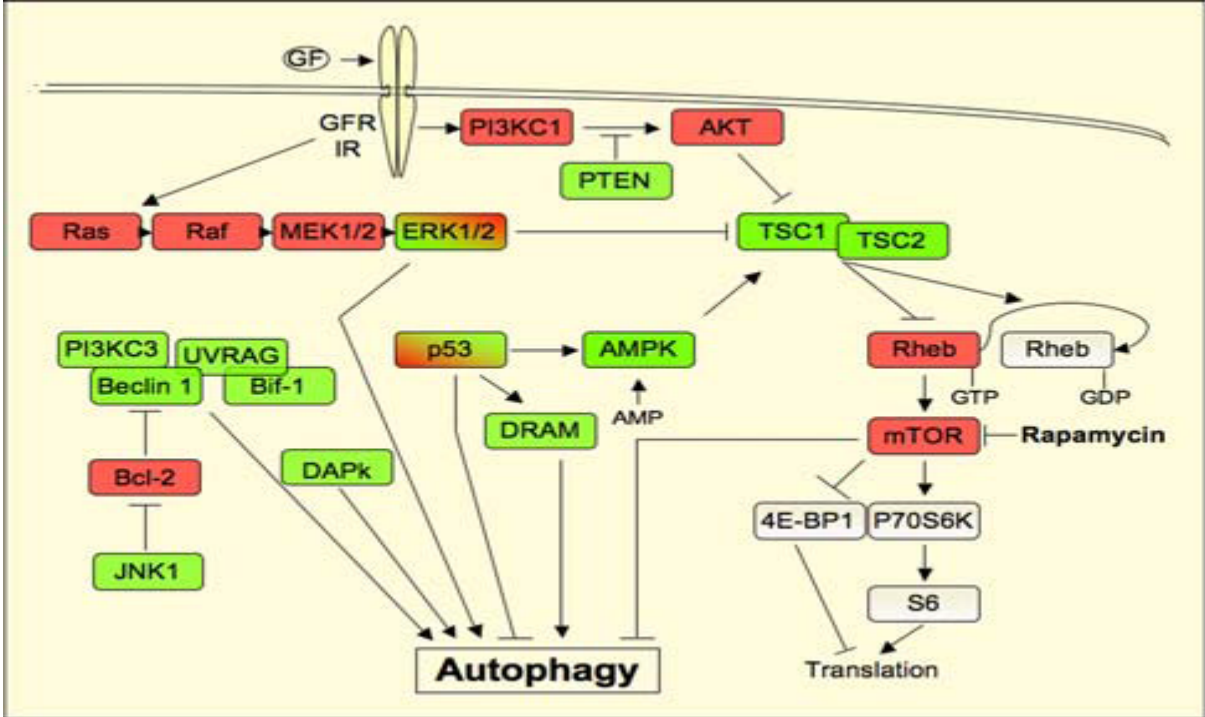 GF
GFR
IR
PI3KC1
AKT
PTEN
Ras
Raf
MEK1/2
ERK1/2
TSC1
TSC2
PI3KC3
UVRAG
Beclin 1
Bif-1
p53
AMPK
Rheb
Rheb
GTP
GDP
AMP
DRAM
mTOR
Rapamycin
Bcl-2
DAPk
4E-BP1
P70S6K
JNK1
S6
Autophagy
Translation